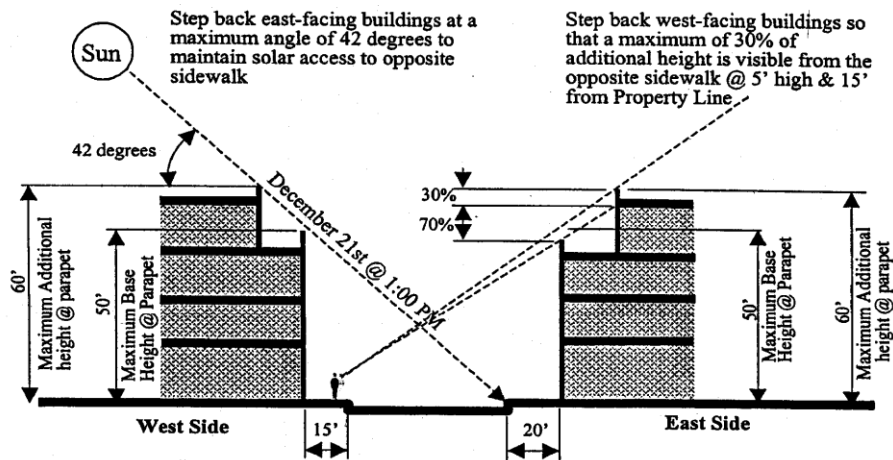 Step back east-facing buildings at a
maximum angle of 42 degrees to
maintain solar access to opposite
sidewalk
Step back west-facing buildings so
that a maximum of 30% of
additional height is visible from the
opposite sidewalk @ 5' high & 15'
from Property Line
Sun
42 degrees
December 21st @ 1:00 PM
30%
70%
60'
Maximum Additional
height @ parapet
50'
Maximum Base
Height @ Parapet
50'
Maximum Base
Height @ Parapet
60'
Maximum Additional
height @ parapet
West Side
15'
20'
East Side